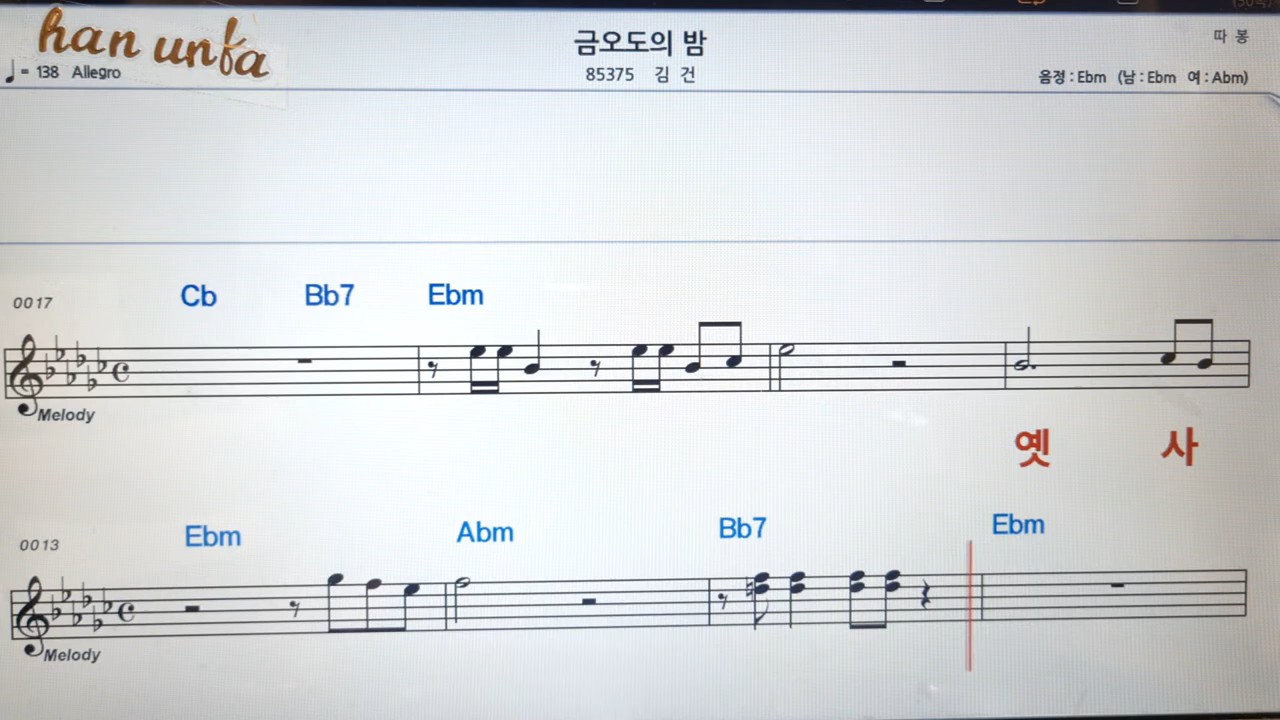 han unfa
금오도의 밤
따 봉
♩= 138 Allegro
85375 김 건
음정 : Ebm (남 : Ebm 여 : Abm)
0017
Cb Bb7 Ebm
Melody
옛 사
0013
Ebm Abm Bb7 Ebm
Melody